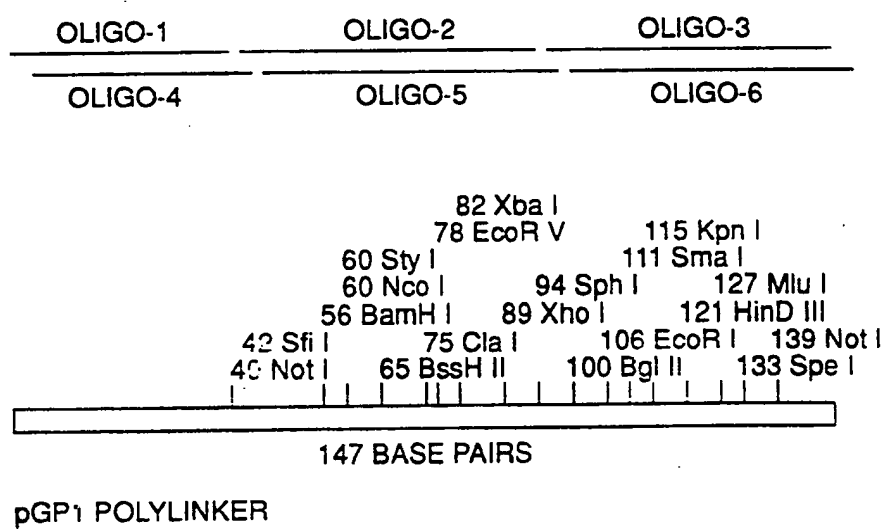 OLIGO-1 OLIGO-2 OLIGO-3
OLIGO-4 OLIGO-5 OLIGO-6
82 Xba I
78 EcoR V 115 Kpn I
60 Sty I 111 Sma I
60 Nco I 94 Sph I 127 Mlu I
56 BamH I 89 Xho I 121 HinD III
Sfi I 75 Cla I 106 EcoR I 139 Not I
Not I 65 BssH II 100 Bgl II 133 Spe I
147 BASE PAIRS
pGP1 POLYLINKER